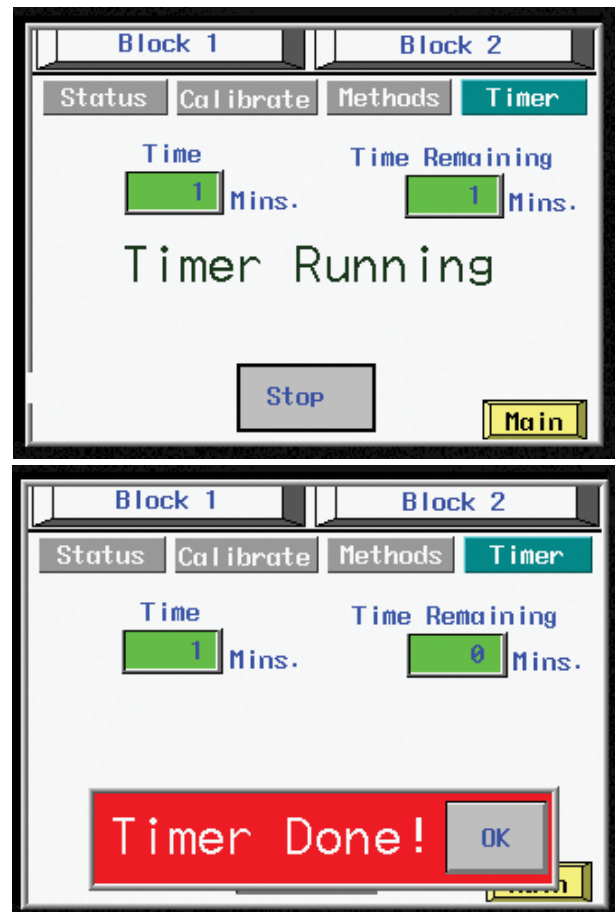 Block 1 Block 2
Status Calibrate Methods Timer
Time Time Remaining
1 Mins. 1 Mins.
Timer Running
Stop
Main
Block 1 Block 2
Status Calibrate Methods Timer
Time Time Remaining
1 Mins. 0 Mins.
Timer Done! OK